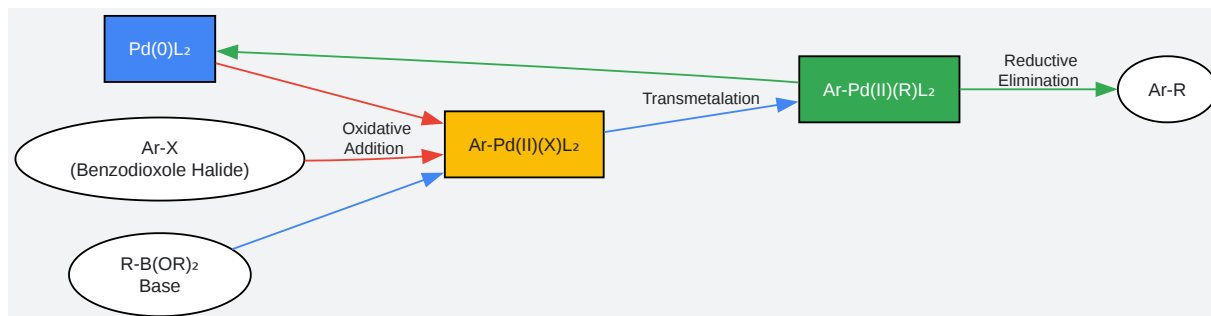 Pd(0)L₂
Ar-X
(Benzodioxole Halide)
R-B(OR)₂
Base
Oxidative
Addition
Ar-Pd(II)(X)L₂
Transmetalation
Ar-Pd(II)(R)L₂
Reductive
Elimination
Ar-R